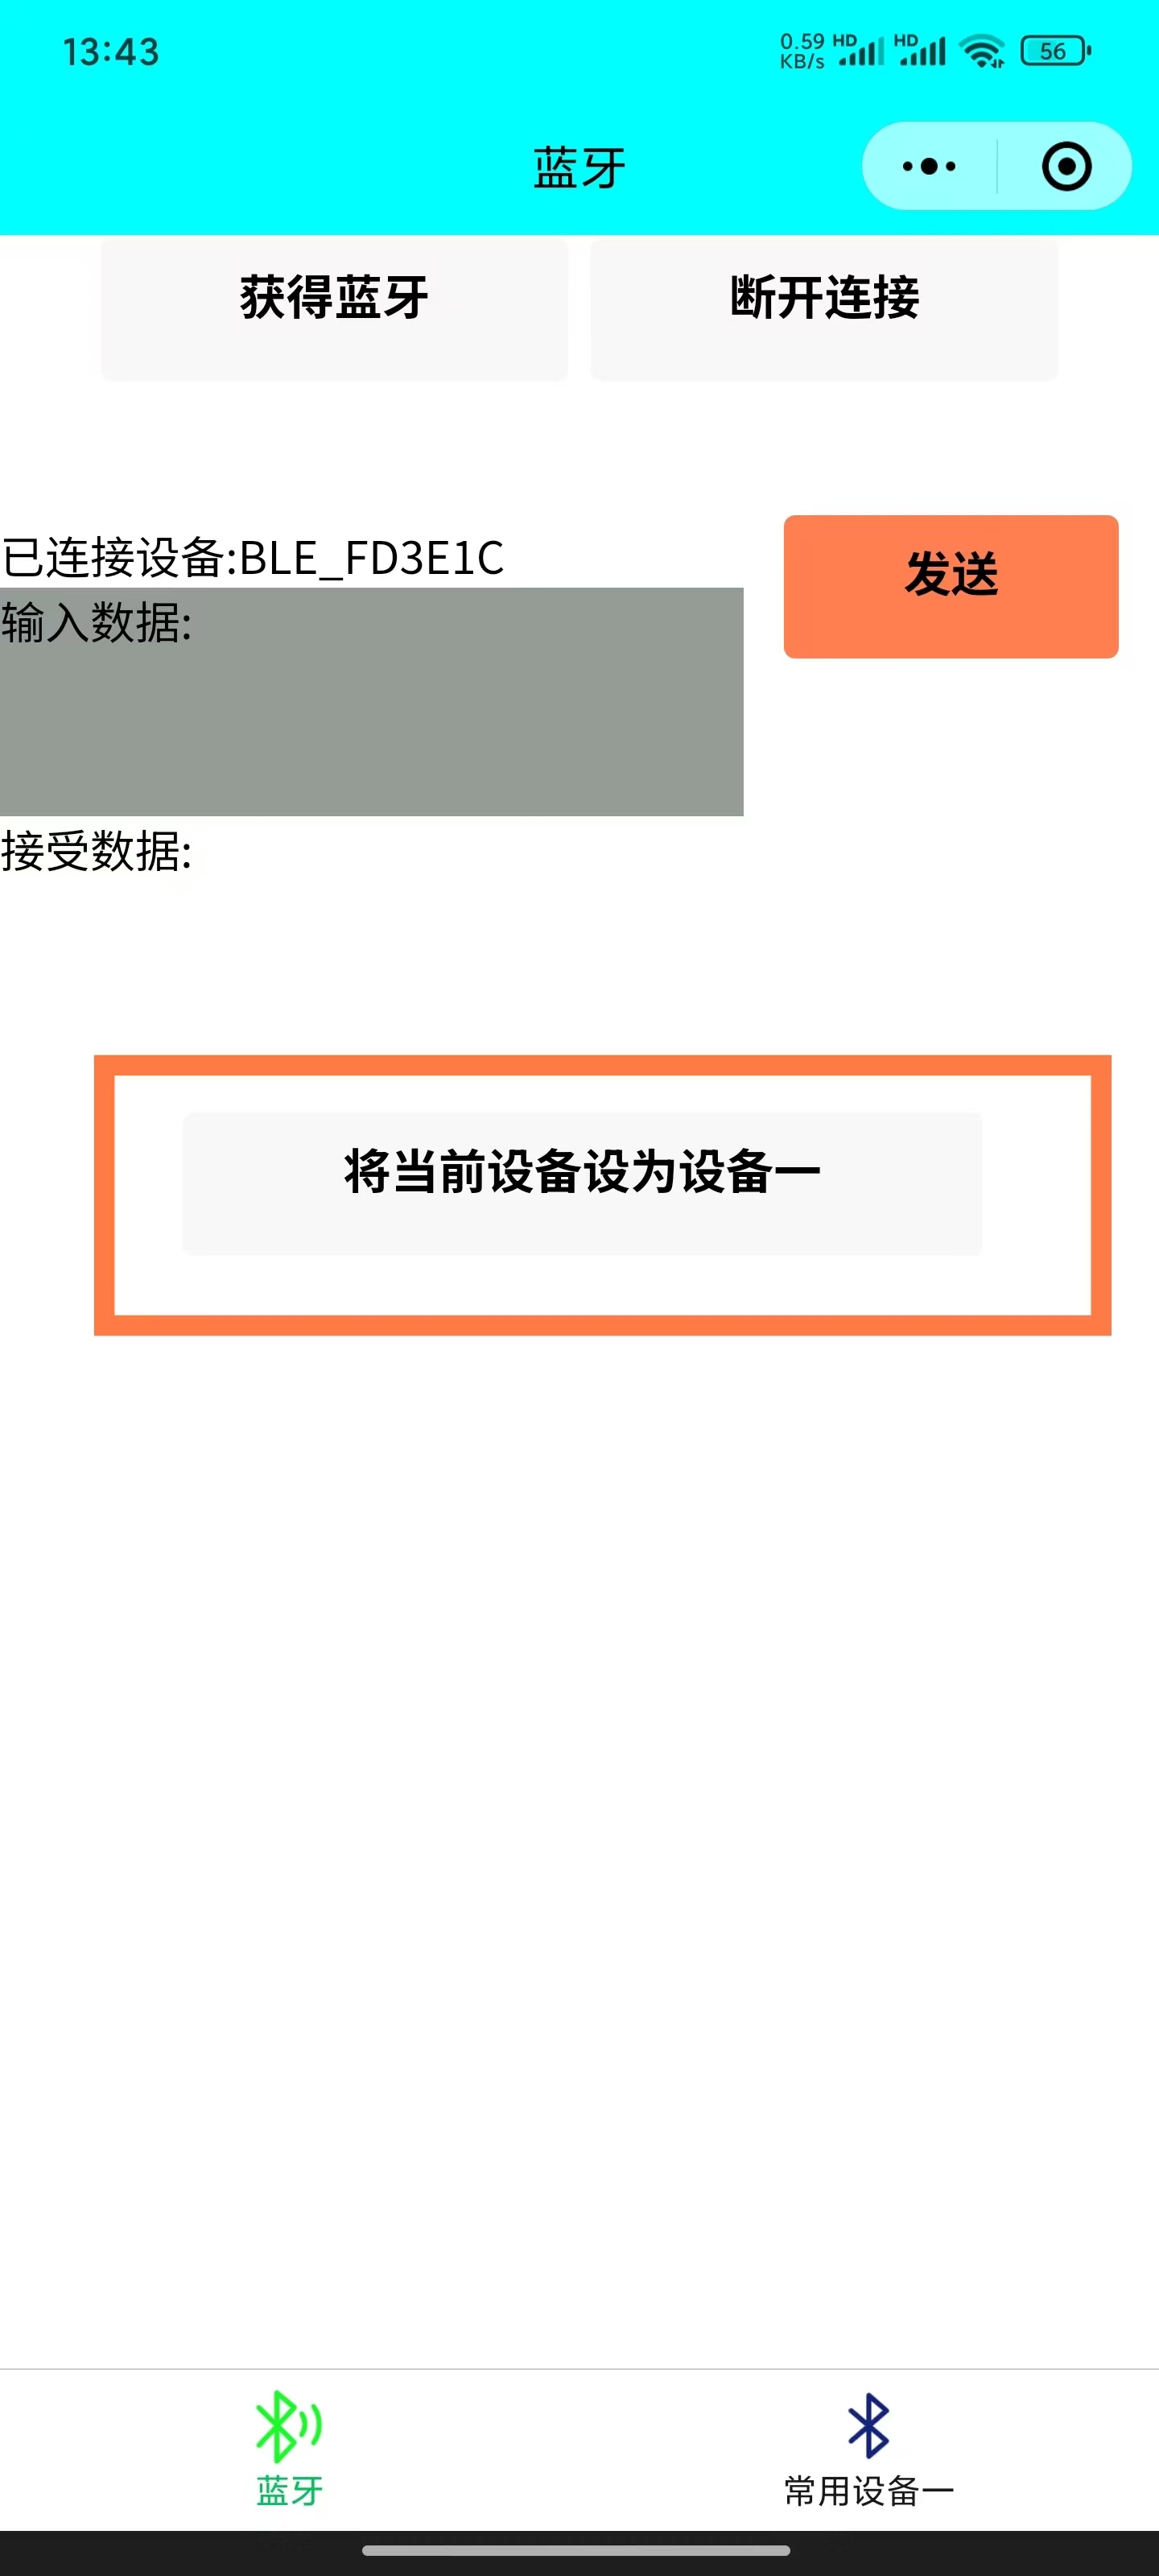 13:43
0.59 KB/s HD HD 56
蓝牙
获得蓝牙 断开连接
已连接设备:BLE_FD3E1C
发送
输入数据:
接受数据:
将当前设备设为设备一
蓝牙 常用设备一